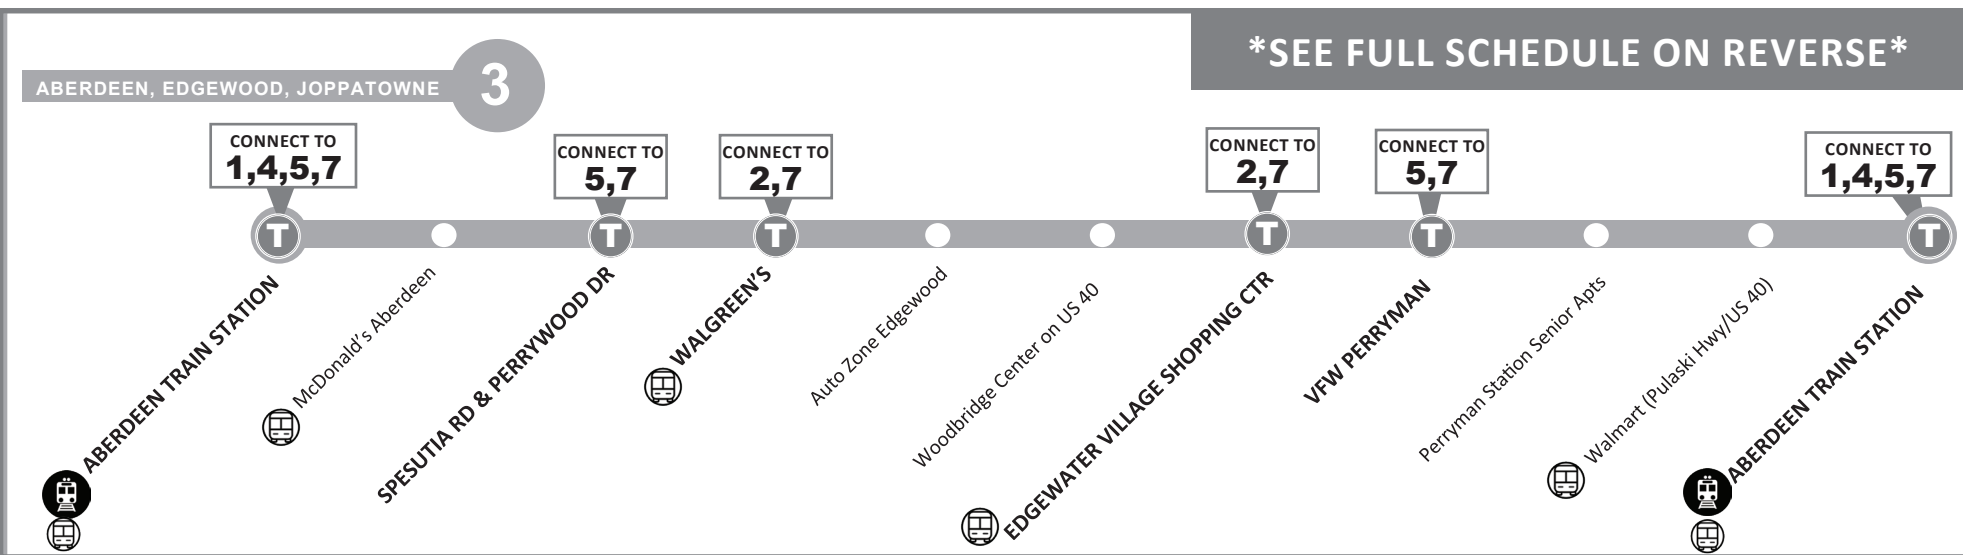 *SEE FULL SCHEDULE ON REVERSE*
ABERDEEN, EDGEWOOD, JOPPATOWNE
3
CONNECT TO
1,4,5,7
CONNECT TO
5,7
CONNECT TO
2,7
CONNECT TO
2,7
CONNECT TO
5,7
CONNECT TO
1,4,5,7
T
T
T
T
T
T
ABERDEEN TRAIN STATION
McDonald's Aberdeen
SPESUTIA RD & PERRYWOOD DR
WALGREEN'S
Auto Zone Edgewood
Woodbridge Center on US 40
EDGEWATER VILLAGE SHOPPING CTR
VFW PERRYMAN
Perryman Station Senior Apts
Walmart (Pulaski Hwy/US 40)
ABERDEEN TRAIN STATION